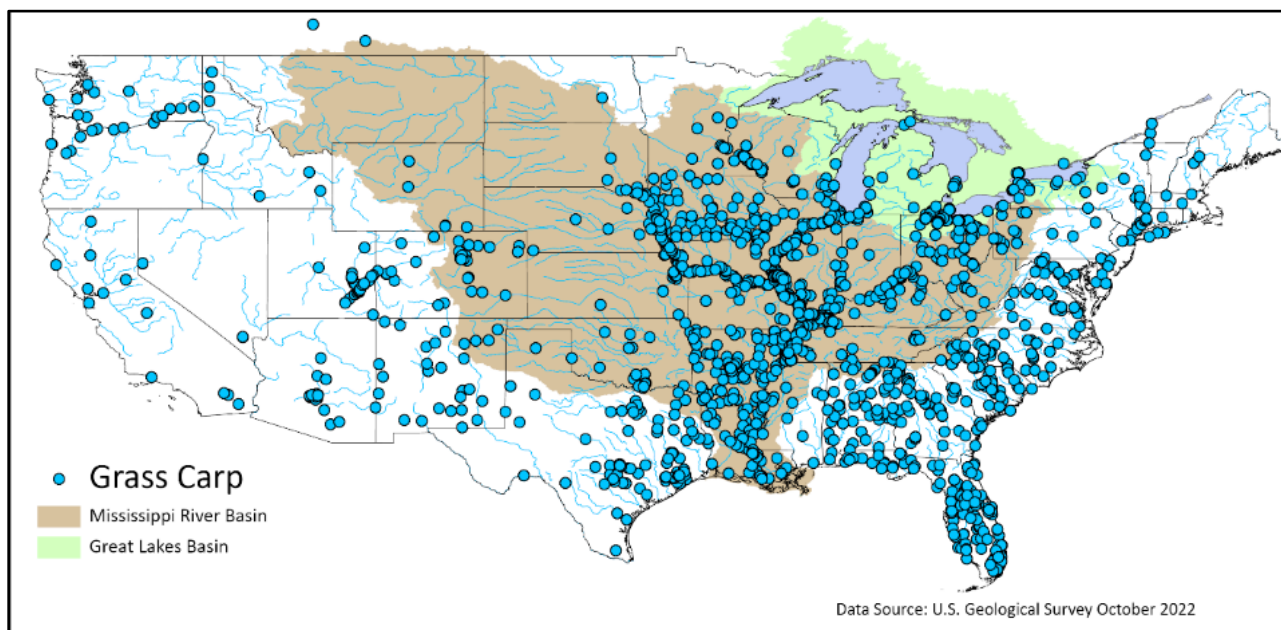 Grass Carp
Mississippi River Basin
Great Lakes Basin
Data Source: U.S. Geological Survey October 2022